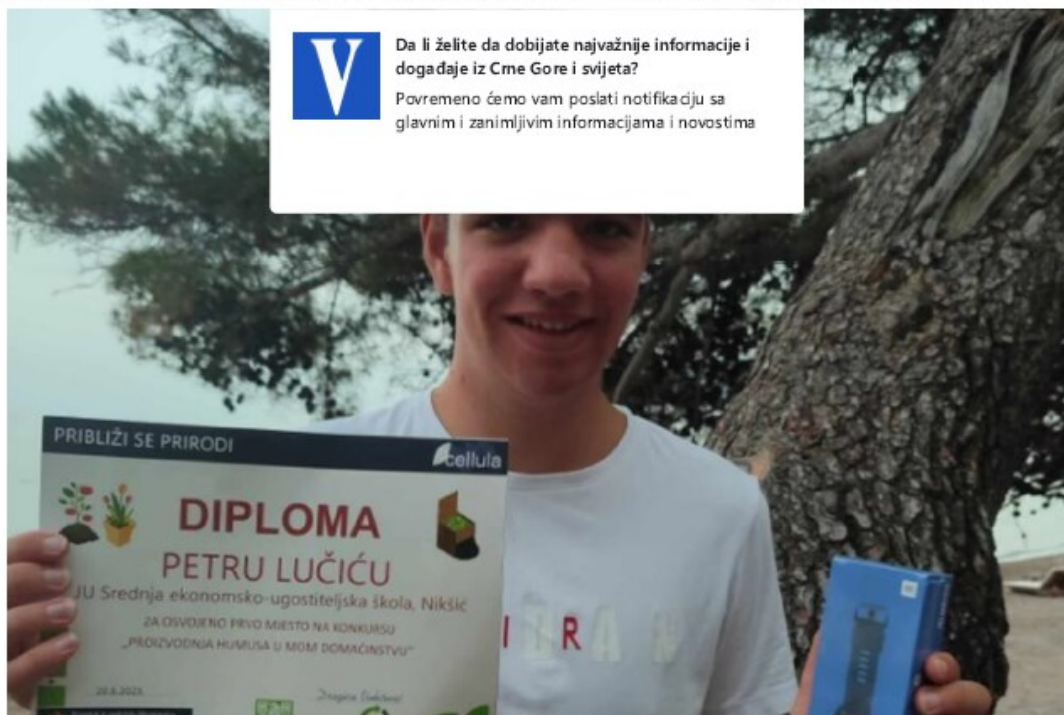 Da li želite da dobijate najvažnije informacije i
događaje iz Crne Gore i svijeta?
Povremeno ćemo vam poslati notifikaciju sa
glavnim i zanimljivim informacijama i novostima
PRIBLIŽI SE PRIRODI
cellula
DIPLOMA
PETRU LUČIĆU
JU Srednja ekonomsko-ugostiteljska škola, Nikšić
ZA OSVOJENO PRVO MJESTO NA KONKURSU
„PROIZVODNJA HUMUSA U MOM DOMAĆINSTVU"